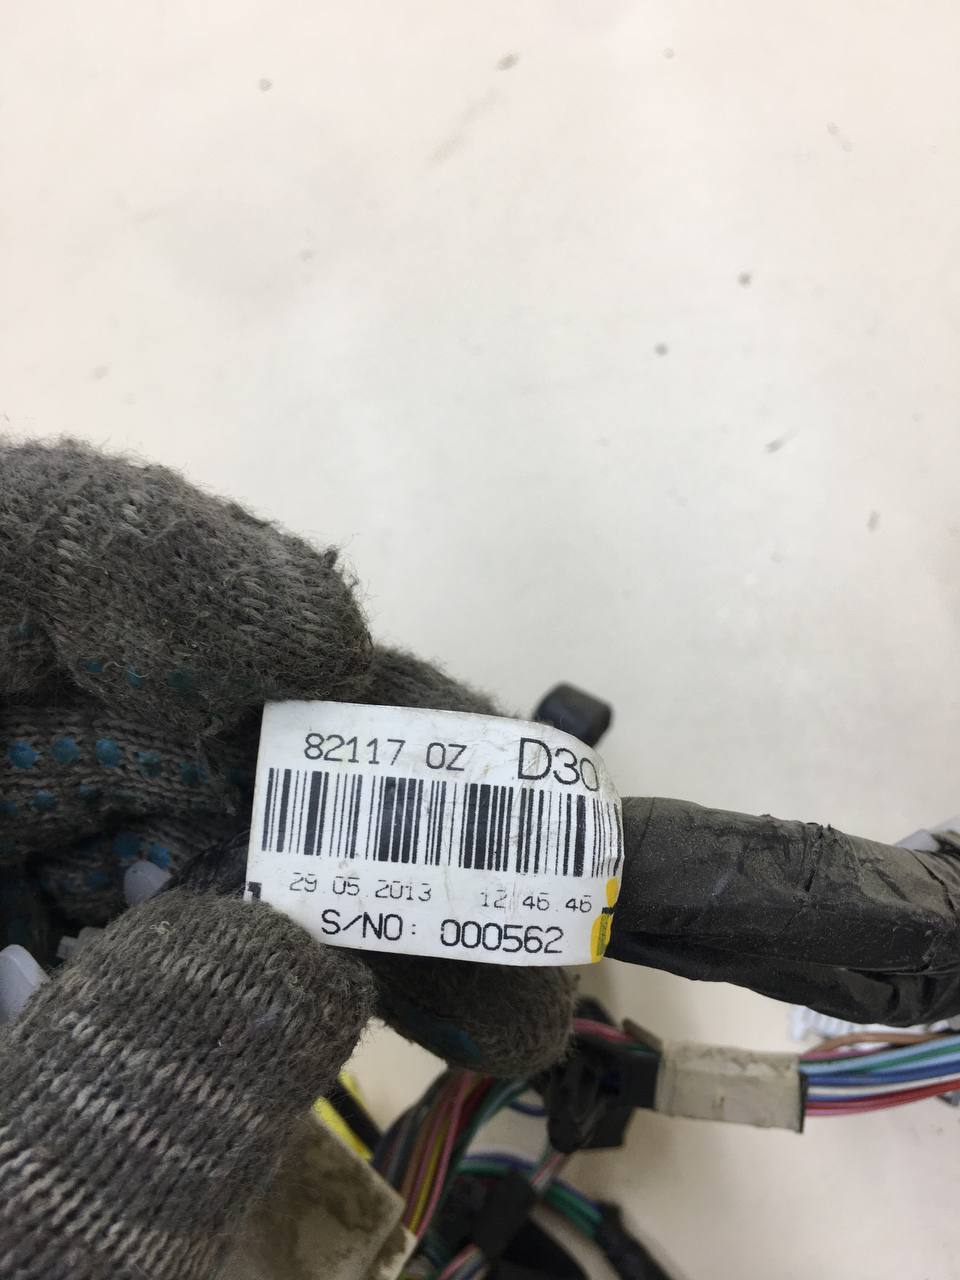 82117 0Z D30
29.05.2013 12 46.46
S/NO: 000562